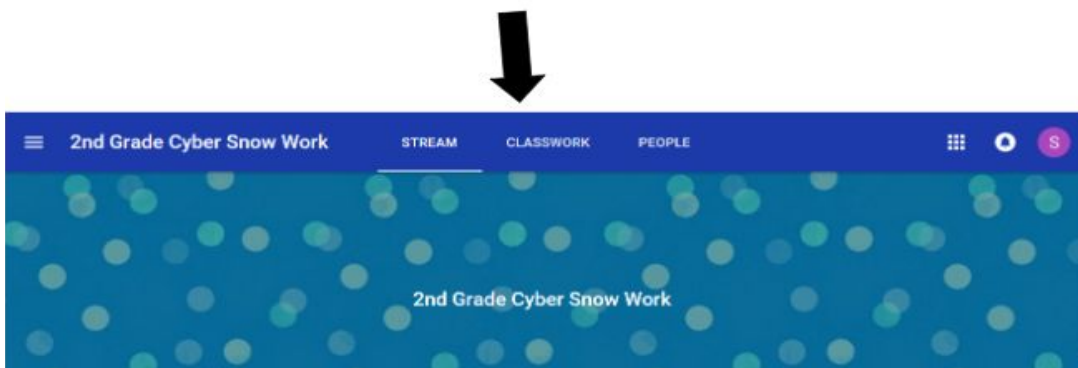 2nd Grade Cyber Snow Work STREAM CLASSWORK PEOPLE S
2nd Grade Cyber Snow Work